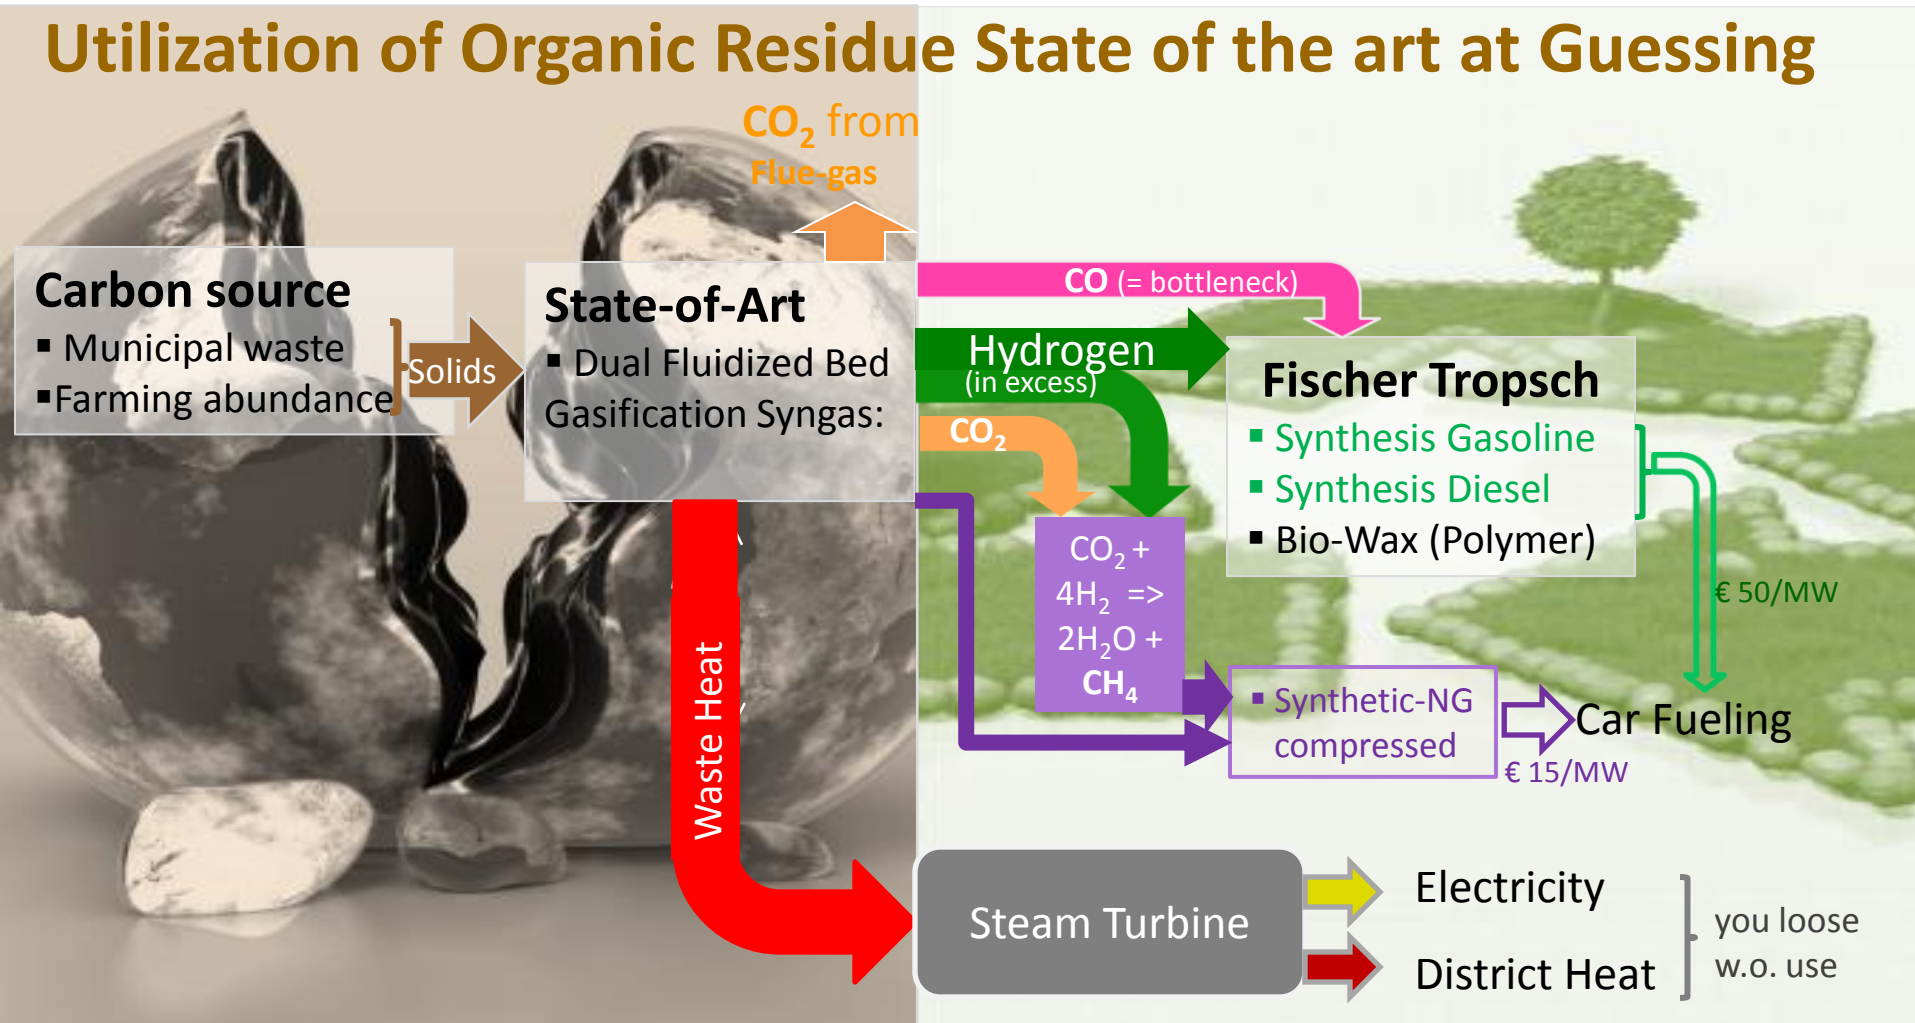 Utilization of Organic Residue State of the art at Guessing
CO₂ from
Flue-gas
Carbon source
▪ Municipal waste
▪Farming abundance
Solids
State-of-Art
▪ Dual Fluidized Bed
Gasification Syngas:
CO (= bottleneck)
Hydrogen
(in excess)
CO₂
Fischer Tropsch
▪ Synthesis Gasoline
▪ Synthesis Diesel
▪ Bio-Wax (Polymer)
€ 50/MW
CO₂ +
4H₂ =>
2H₂O +
CH₄
Waste Heat
▪ Synthetic-NG
compressed
Car Fueling
€ 15/MW
Steam Turbine
Electricity
District Heat
you loose
w.o. use